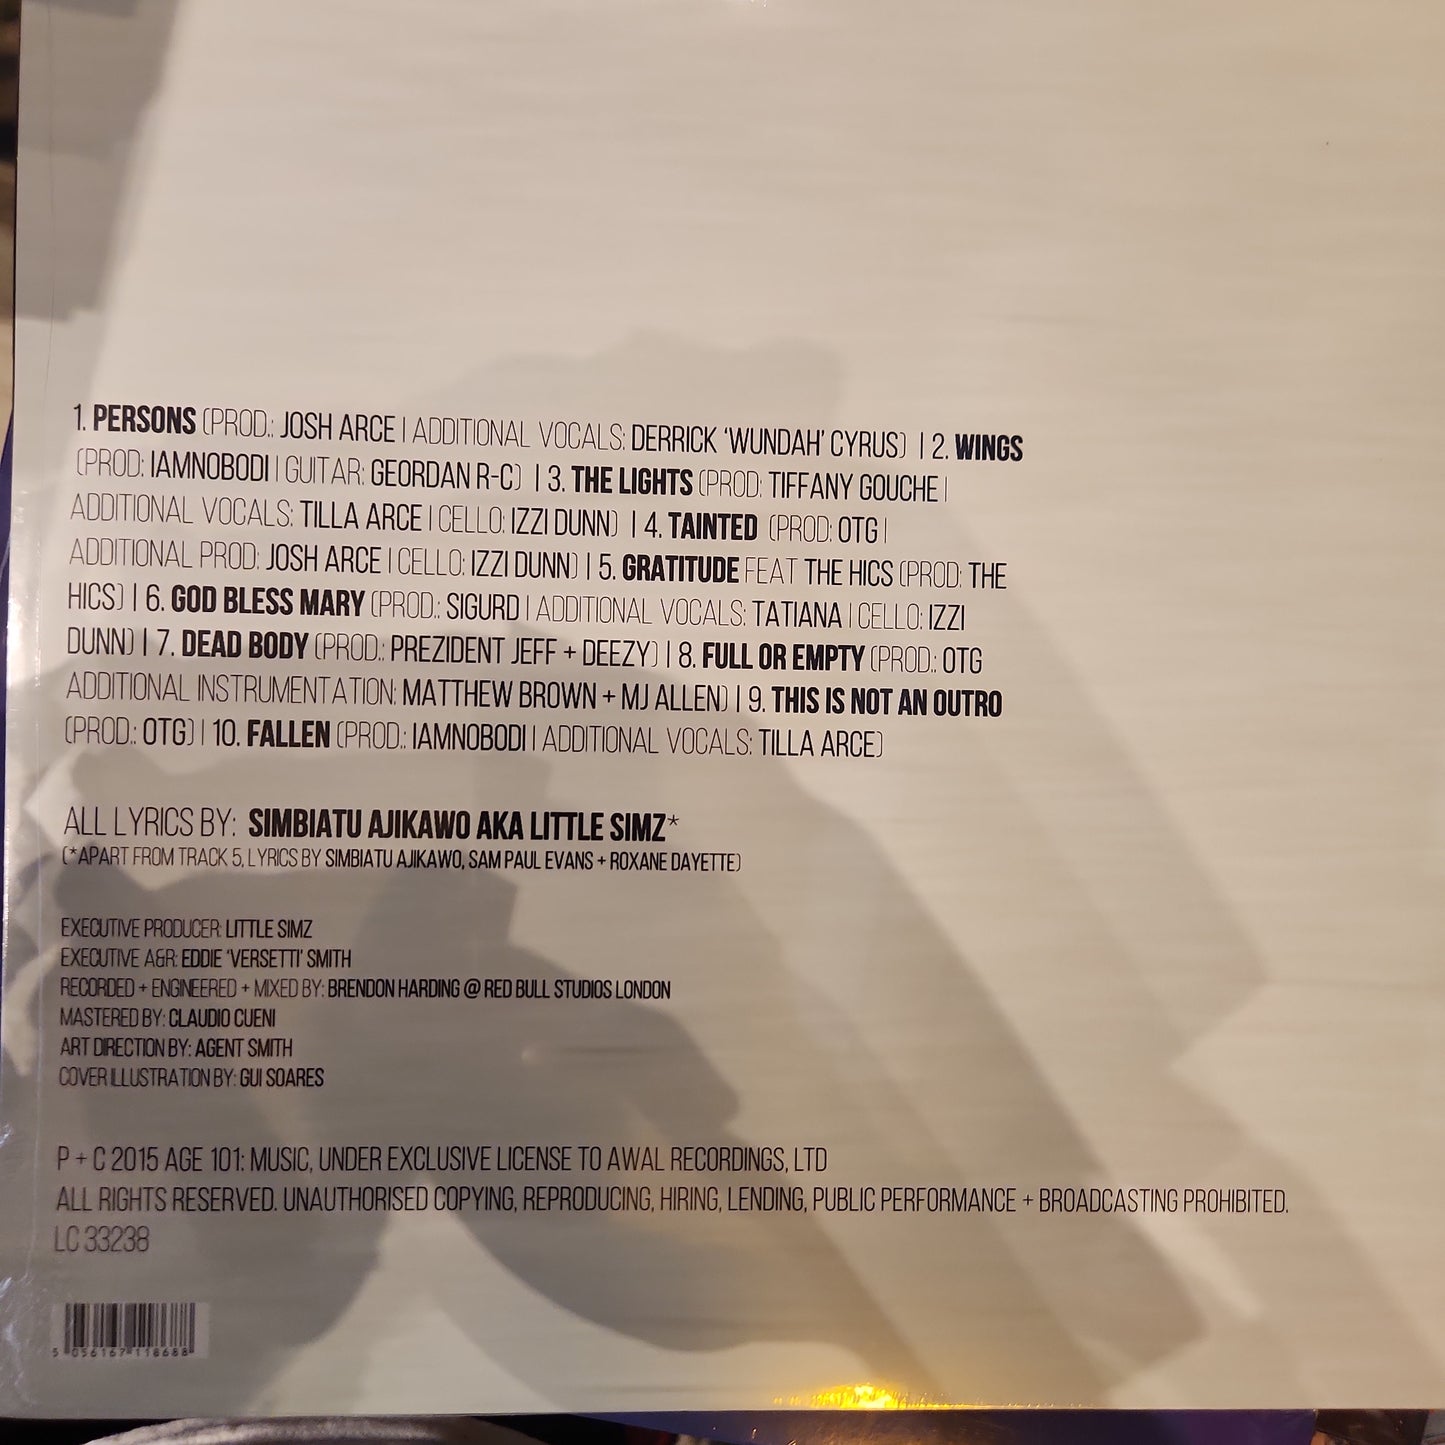 1. PERSONS (PROD.: JOSH ARCE | ADDITIONAL VOCALS: DERRICK 'WUNDAH' CYRUS) | 2. WINGS
(PROD: IAMNOBODI | GUITAR: GEORDAN R-C) | 3. THE LIGHTS (PROD: TIFFANY GOUCHE |
ADDITIONAL VOCALS: TILLA ARCE | CELLO: IZZI DUNN) | 4. TAINTED (PROD: OTG |
ADDITIONAL PROD: JOSH ARCE | CELLO: IZZI DUNN) | 5. GRATITUDE FEAT THE HICS (PROD: THE
HICS) | 6. GOD BLESS MARY (PROD.: SIGURD | ADDITIONAL VOCALS: TATIANA | CELLO: IZZI
DUNN) | 7. DEAD BODY (PROD.: PREZIDENT JEFF + DEEZY) | 8. FULL OR EMPTY (PROD.: OTG
ADDITIONAL INSTRUMENTATION: MATTHEW BROWN + MJ ALLEN) | 9. THIS IS NOT AN OUTRO
(PROD.: OTG) | 10. FALLEN (PROD.: IAMNOBODI | ADDITIONAL VOCALS: TILLA ARCE)
ALL LYRICS BY: SIMBIATU AJIKAWO AKA LITTLE SIMZ*
(*APART FROM TRACK 5, LYRICS BY SIMBIATU AJIKAWO, SAM PAUL EVANS + ROXANE DAYETTE)
EXECUTIVE PRODUCER: LITTLE SIMZ
EXECUTIVE A&R: EDDIE 'VERSETTI' SMITH
RECORDED + ENGINEERED + MIXED BY: BRENDON HARDING @ RED BULL STUDIOS LONDON
MASTERED BY: CLAUDIO CUENI
ART DIRECTION BY: AGENT SMITH
COVER ILLUSTRATION BY: GUI SOARES
P + C 2015 AGE 101: MUSIC, UNDER EXCLUSIVE LICENSE TO AWAL RECORDINGS, LTD
ALL RIGHTS RESERVED. UNAUTHORISED COPYING, REPRODUCING, HIRING, LENDING, PUBLIC PERFORMANCE + BROADCASTING PROHIBITED.
LC 33238
5 056167 118688